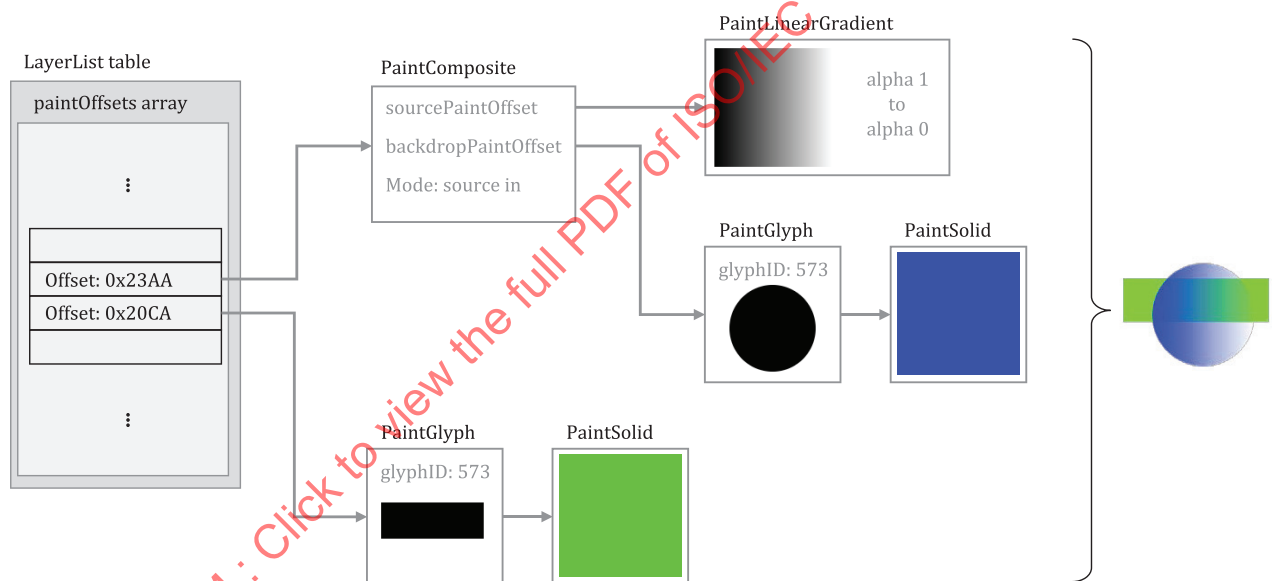 PaintLinearGradient
LayerList table
PaintComposite
paintOffsets array
sourcePaintOffset
backdropPaintOffset
Mode: source in
alpha 1
to
alpha 0
PaintGlyph
PaintSolid
glyphID: 573
Offset: 0x23AA
Offset: 0x20CA
PaintGlyph
PaintSolid
glyphID: 573
: Click to view the full PDF of ISO/IEC